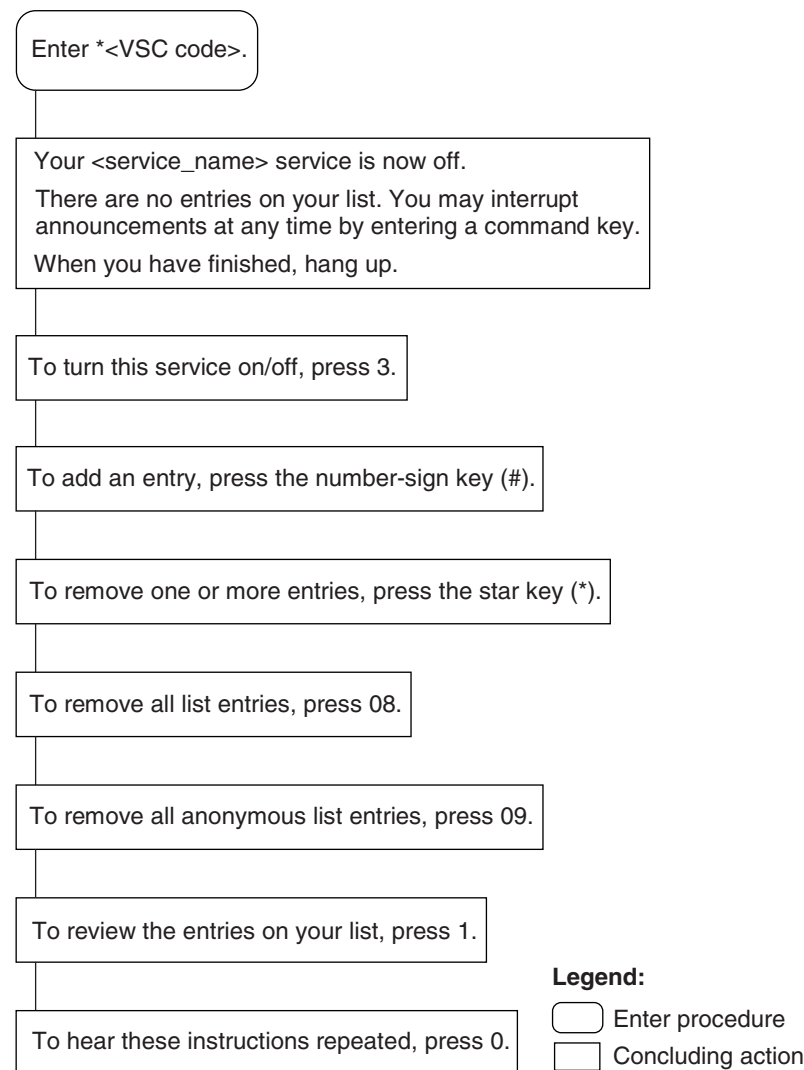 Enter *<VSC code>.
Your <service_name> service is now off.
There are no entries on your list. You may interrupt
announcements at any time by entering a command key.
When you have finished, hang up.
To turn this service on/off, press 3.
To add an entry, press the number-sign key (#).
To remove one or more entries, press the star key (*).
To remove all list entries, press 08.
To remove all anonymous list entries, press 09.
To review the entries on your list, press 1.
To hear these instructions repeated, press 0.
Legend:
Enter procedure
Concluding action